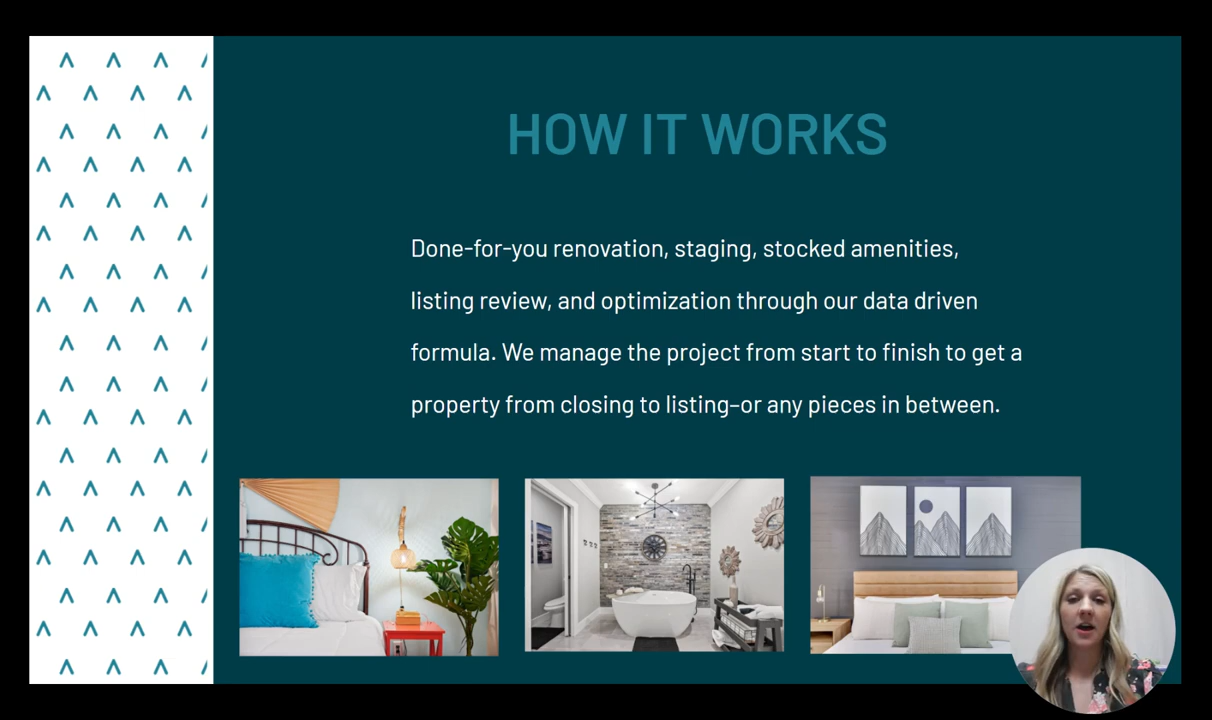 HOW IT WORKS
Done-for-you renovation, staging, stocked amenities,
listing review, and optimization through our data driven
formula. We manage the project from start to finish to get a
property from closing to listing–or any pieces in between.